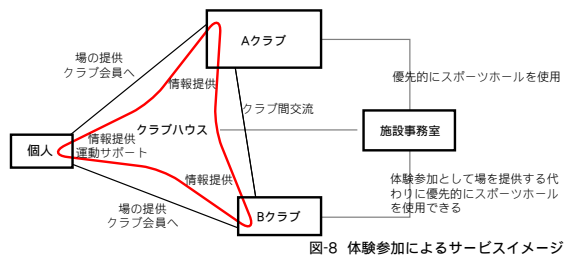 Aクラブ
場の提供
クラブ会員へ
情報提供
優先的にスポーツホールを使用
クラブ間交流
クラブハウス
施設事務室
個人
情報提供
運動サポート
情報提供
体験参加として場を提供する代
わりに優先的にスポーツホール
を使用できる
場の提供
クラブ会員へ
Bクラブ
図-8 体験参加によるサービスイメージ